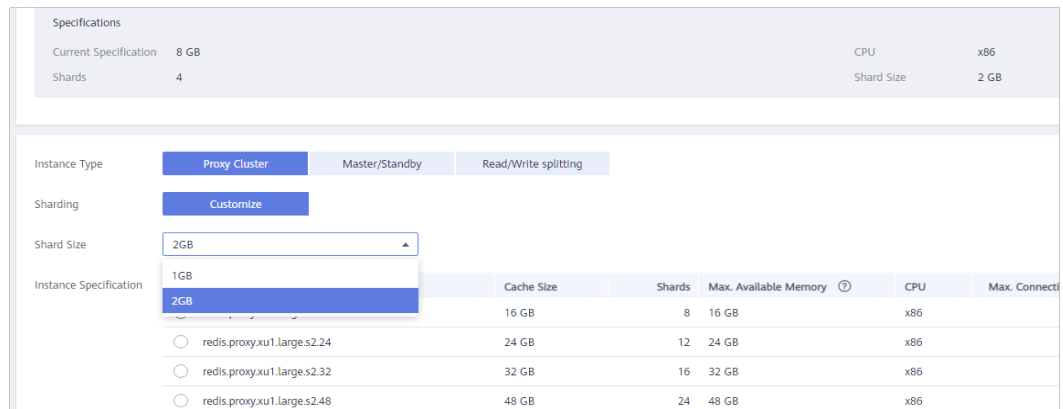 Specifications
Current Specification 8 GB CPU x86
Shards 4 Shard Size 2 GB
Instance Type Proxy Cluster Master/Standby Read/Write splitting
Sharding Customize
Shard Size 2GB
1GB
Instance Specification Cache Size Shards Max. Available Memory ? CPU Max. Connecti
2GB
16 GB 8 16 GB x86
redis.proxy.xu1.large.s2.24 24 GB 12 24 GB x86
redis.proxy.xu1.large.s2.32 32 GB 16 32 GB x86
redis.proxy.xu1.large.s2.48 48 GB 24 48 GB x86